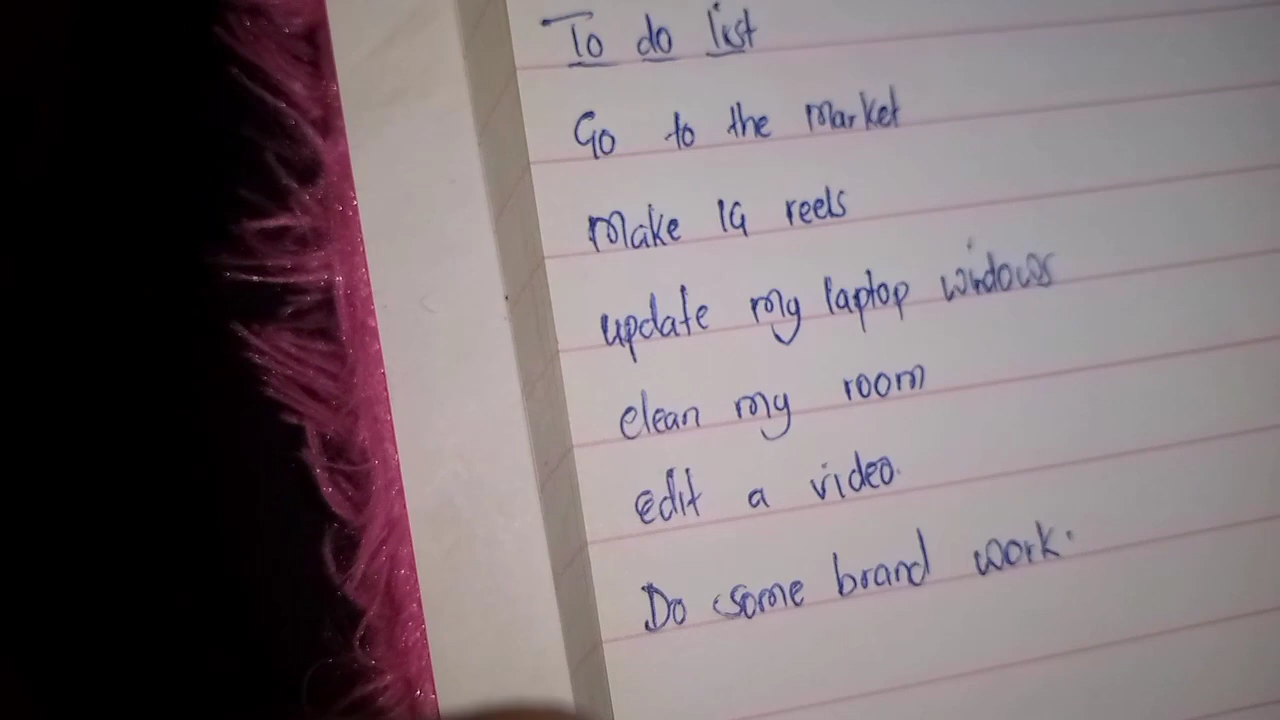 To do list
Go to the market
Make IG reels
update my laptop windows
clean my room
edit a video.
Do some brand work.